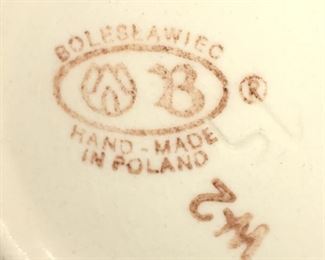 BOLESŁAWIEC
B ®
HAND-MADE
IN POLAND